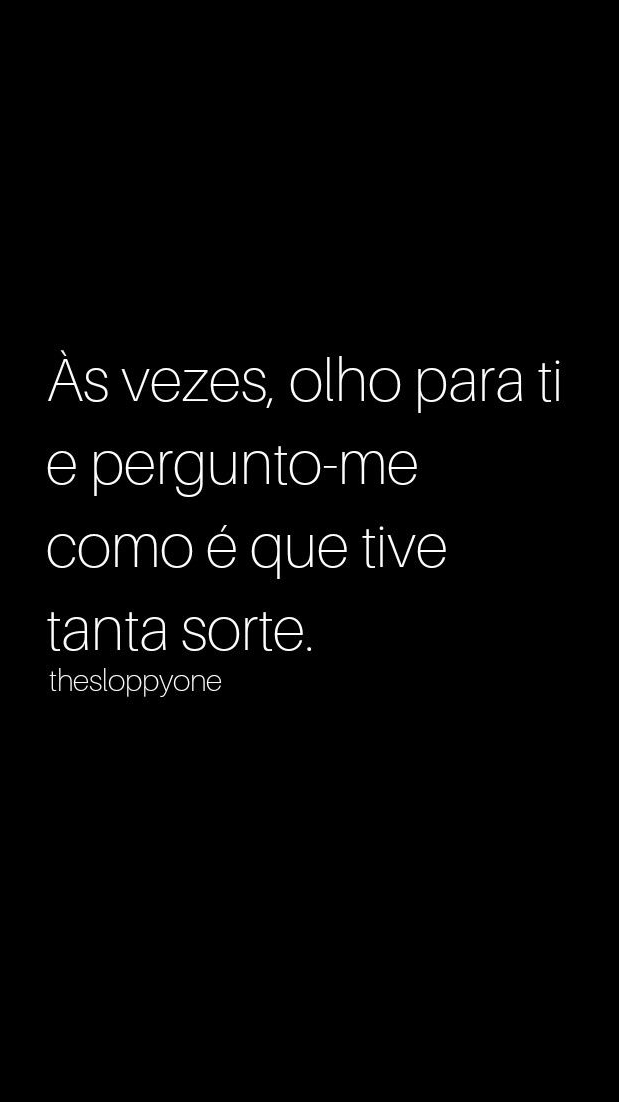 Às vezes, olho para ti
e pergunto-me
como é que tive
tanta sorte.
thesloppyone